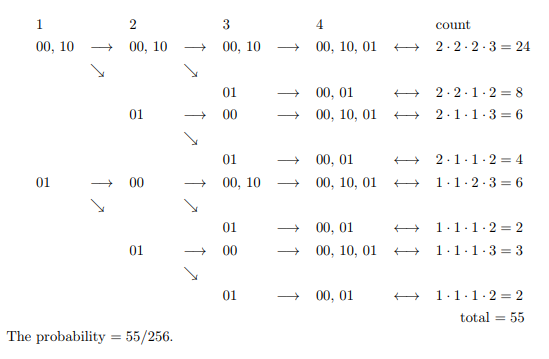 1 2 3 4 count
00, 10 ⟶ 00, 10 ⟶ 00, 10 ⟶ 00, 10, 01 ⟷ 2 · 2 · 2 · 3 = 24
↘ ↘
01 ⟶ 00, 01 ⟷ 2 · 2 · 1 · 2 = 8
01 ⟶ 00 ⟶ 00, 10, 01 ⟷ 2 · 1 · 1 · 3 = 6
↘
01 ⟶ 00, 01 ⟷ 2 · 1 · 1 · 2 = 4
01 ⟶ 00 ⟶ 00, 10 ⟶ 00, 10, 01 ⟷ 1 · 1 · 2 · 3 = 6
↘ ↘
01 ⟶ 00, 01 ⟷ 1 · 1 · 1 · 2 = 2
01 ⟶ 00 ⟶ 00, 10, 01 ⟷ 1 · 1 · 1 · 3 = 3
↘
01 ⟶ 00, 01 ⟷ 1 · 1 · 1 · 2 = 2
total = 55
The probability = 55/256.